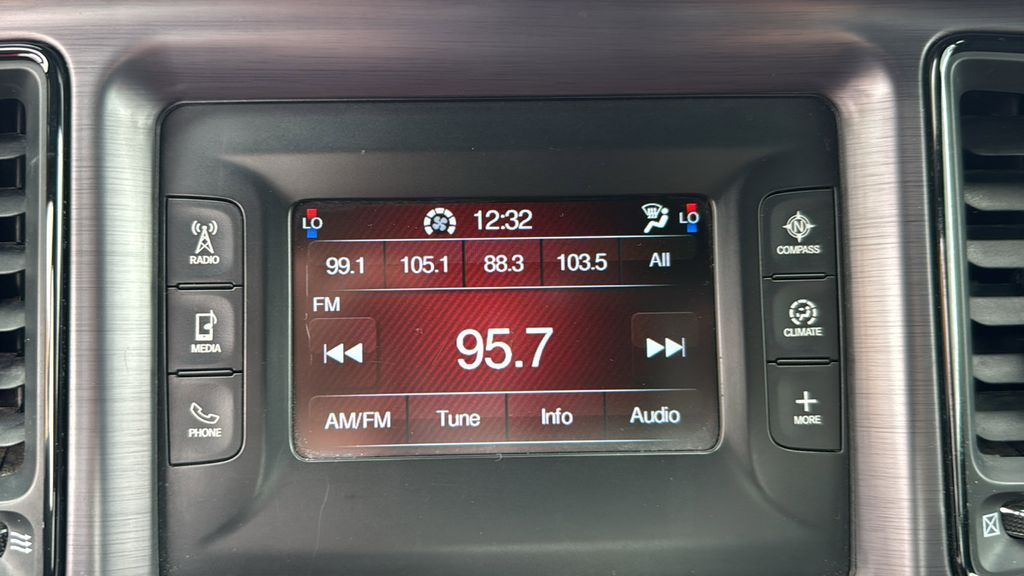 LO 12:32 LO
99.1 105.1 88.3 103.5 All
FM
95.7
AM/FM Tune Info Audio
RADIO
MEDIA
PHONE
N
COMPASS
CLIMATE
MORE